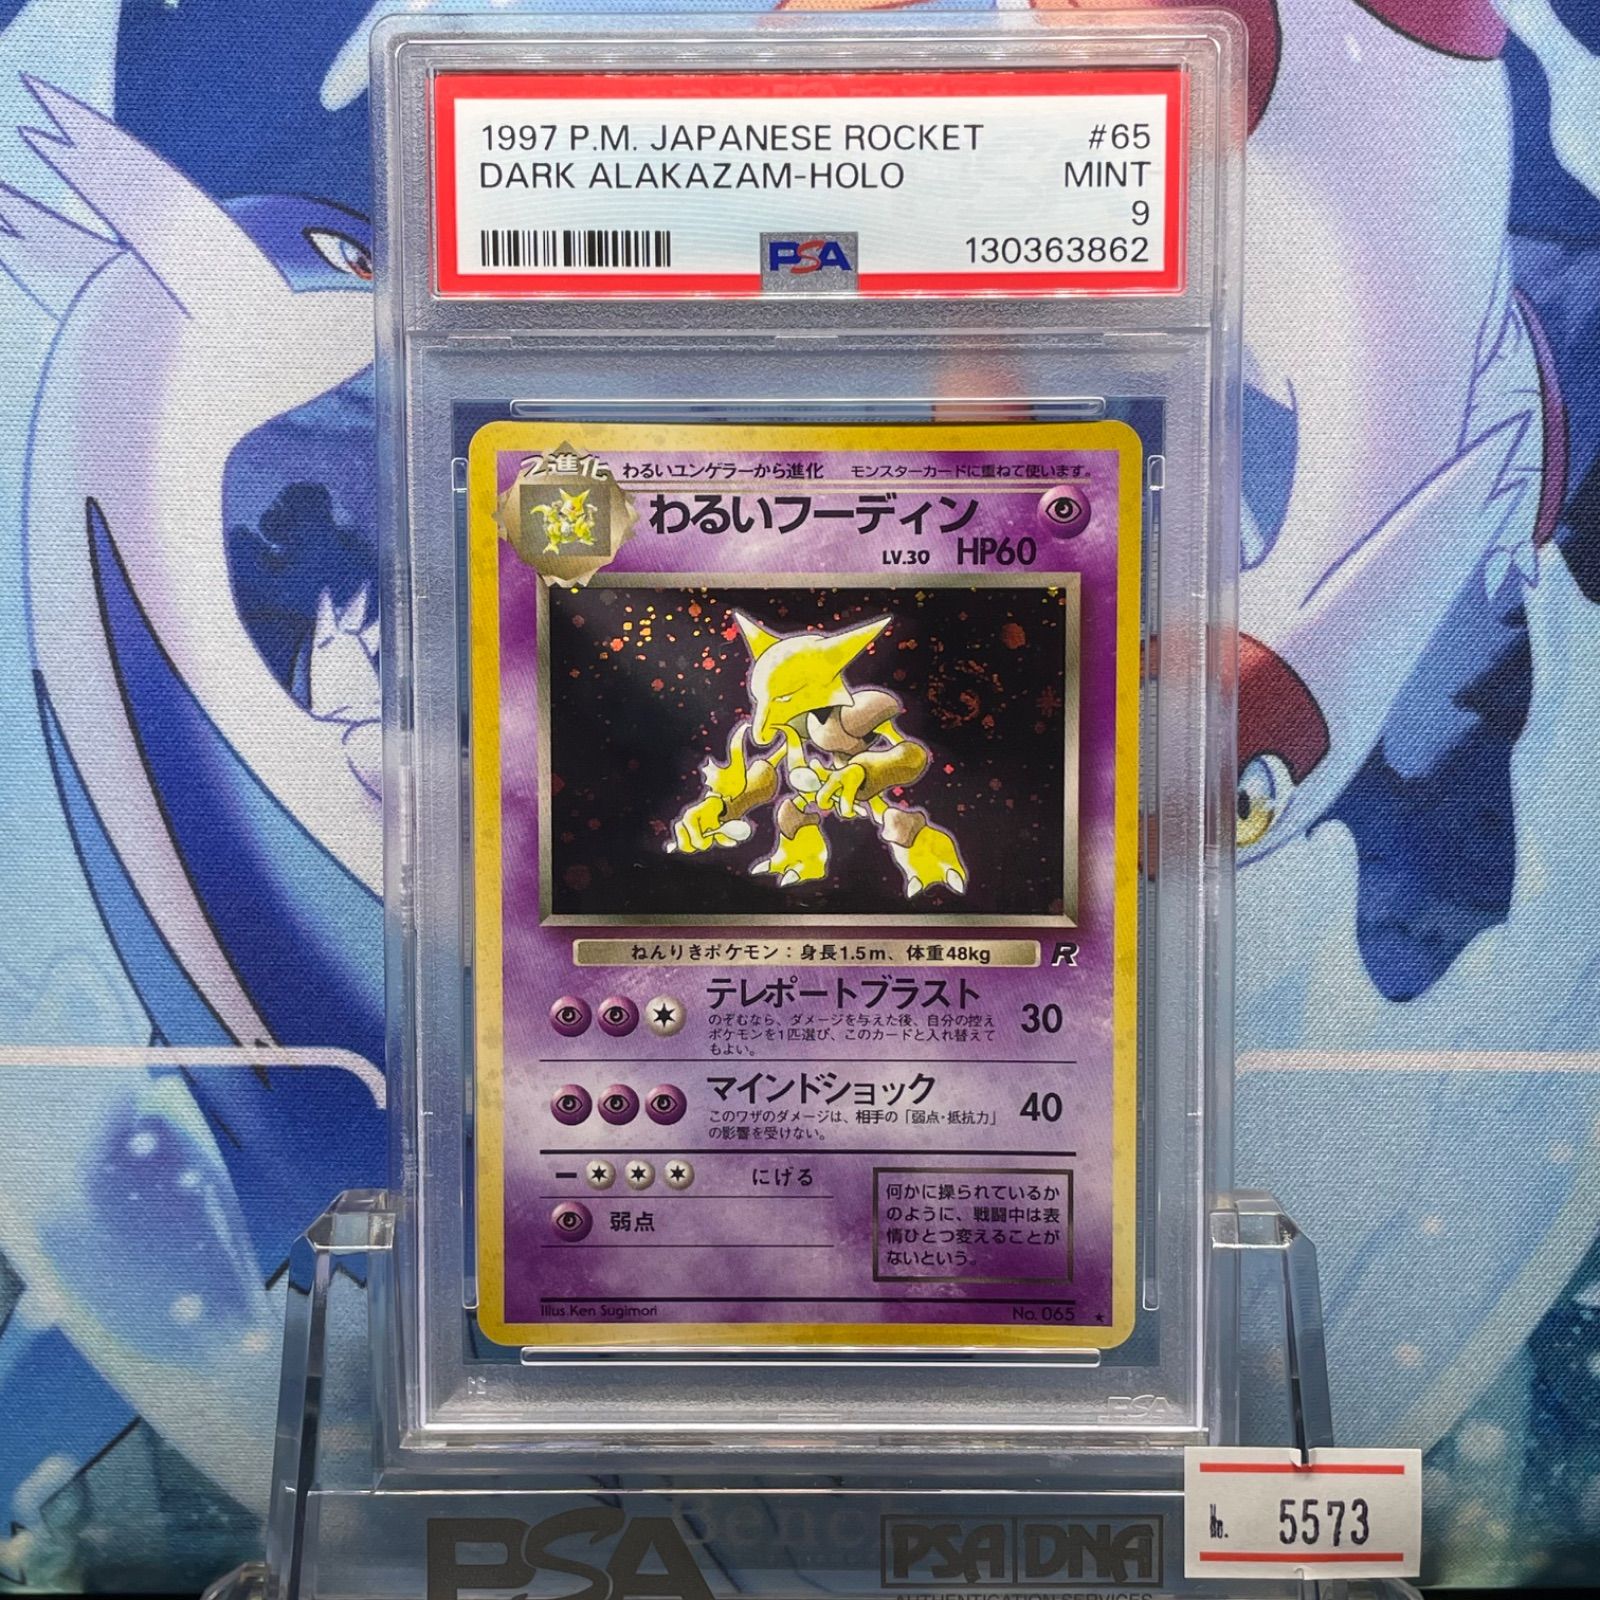 1997 P.M. JAPANESE ROCKET #65
DARK ALAKAZAM-HOLO MINT
9
PSA 130363862
2進化 わるいユンゲラーから進化 モンスターカードに重ねて使います。
わるいフーディン
LV.30 HP60
ねんりきポケモン：身長1.5m、体重48kg R
テレポートブラスト 30
のぞむなら、ダメージを与えた後、自分の控え
ポケモンを1匹選び、このカードと入れ替えて
もよい。
マインドショック 40
このワザのダメージは、相手の「弱点・抵抗力」
の影響を受けない。
にげる
弱点
何かに操られているか
のように、戦闘中は表
情ひとつ変えることが
ないという。
Illus. Ken Sugimori No. 065 ★
PSA
No. 5573
PSA PSA DNA
AUTHENTICATION SERVICES